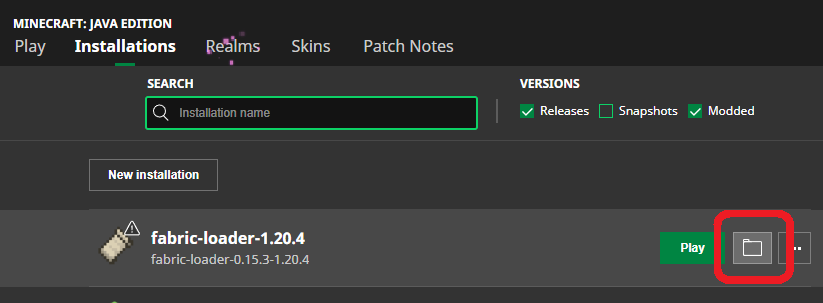 MINECRAFT: JAVA EDITION
Play Installations Realms Skins Patch Notes
SEARCH VERSIONS
Installation name Releases Snapshots Modded
New installation
fabric-loader-1.20.4
fabric-loader-0.15.3-1.20.4
Play